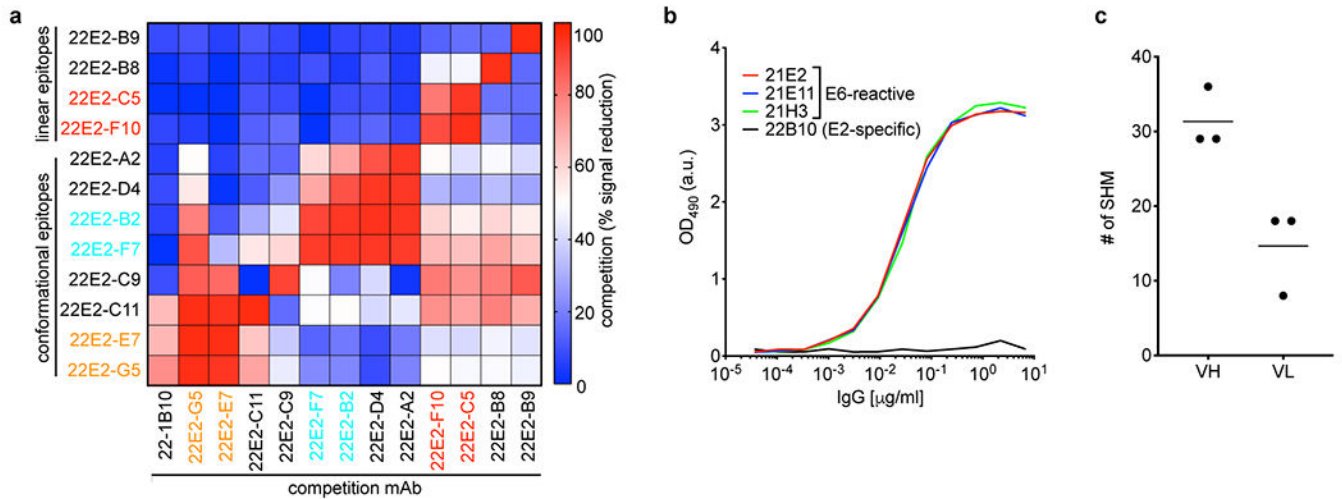 a
linear epitopes
conformational epitopes
22E2-B9
22E2-B8
22E2-C5
22E2-F10
22E2-A2
22E2-D4
22E2-B2
22E2-F7
22E2-C9
22E2-C11
22E2-E7
22E2-G5
22-1B10
22E2-G5
22E2-E7
22E2-C11
22E2-C9
22E2-F7
22E2-B2
22E2-D4
22E2-A2
22E2-F10
22E2-C5
22E2-B8
22E2-B9
competition mAb
100
80
60
40
20
0
competition (% signal reduction)
b
4
3
2
1
0
OD490 (a.u.)
21E2
21E11
21H3
E6-reactive
22B10 (E2-specific)
10-5
10-4
10-3
10-2
10-1
100
101
IgG [μg/ml]
c
40
30
20
10
0
# of SHM
VH
VL